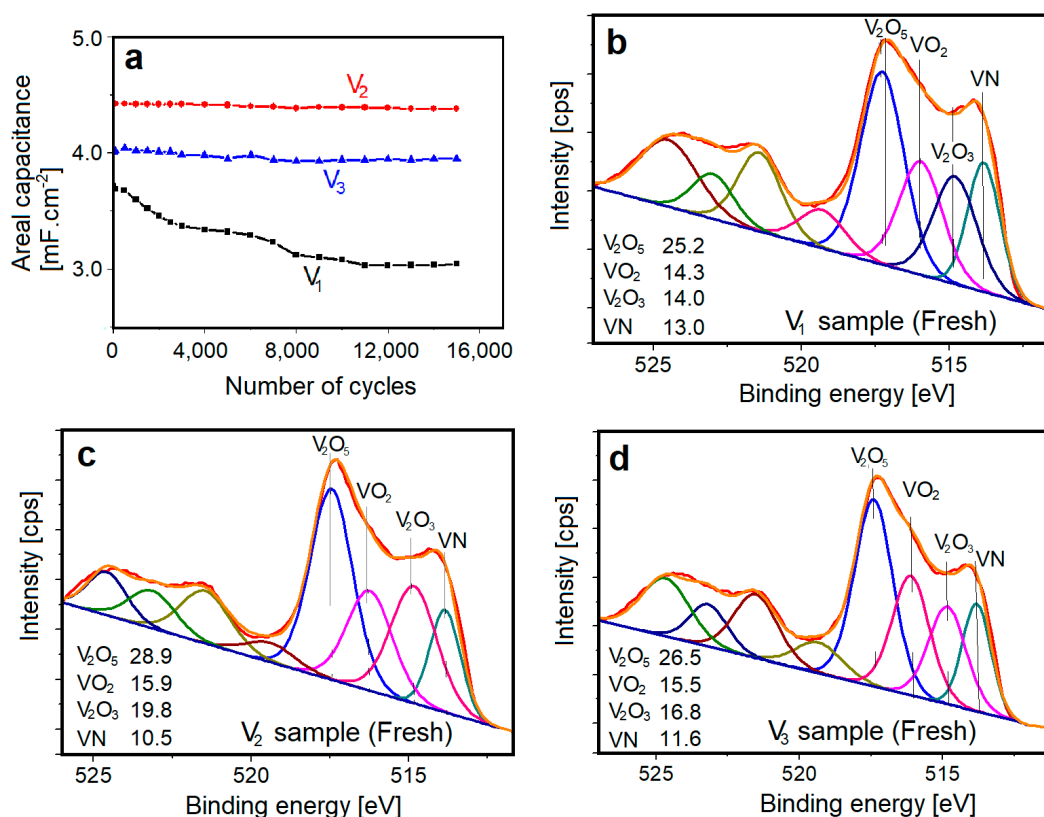 a
5.0
4.0
3.0
Areal capacitance
[mF.cm⁻²]
V₂
V₃
V₁
0
4,000
8,000
12,000
16,000
Number of cycles
b
V₂O₅
VO₂
VN
V₂O₃
Intensity [cps]
V₂O₅ 25.2
VO₂ 14.3
V₂O₃ 14.0
VN 13.0
V₁ sample (Fresh)
525
520
515
Binding energy [eV]
c
V₂O₅
VO₂
V₂O₃
VN
Intensity [cps]
V₂O₅ 28.9
VO₂ 15.9
V₂O₃ 19.8
VN 10.5
V₂ sample (Fresh)
525
520
515
Binding energy [eV]
d
V₂O₅
VO₂
V₂O₃
VN
Intensity [cps]
V₂O₅ 26.5
VO₂ 15.5
V₂O₃ 16.8
VN 11.6
V₃ sample (Fresh)
525
520
515
Binding energy [eV]